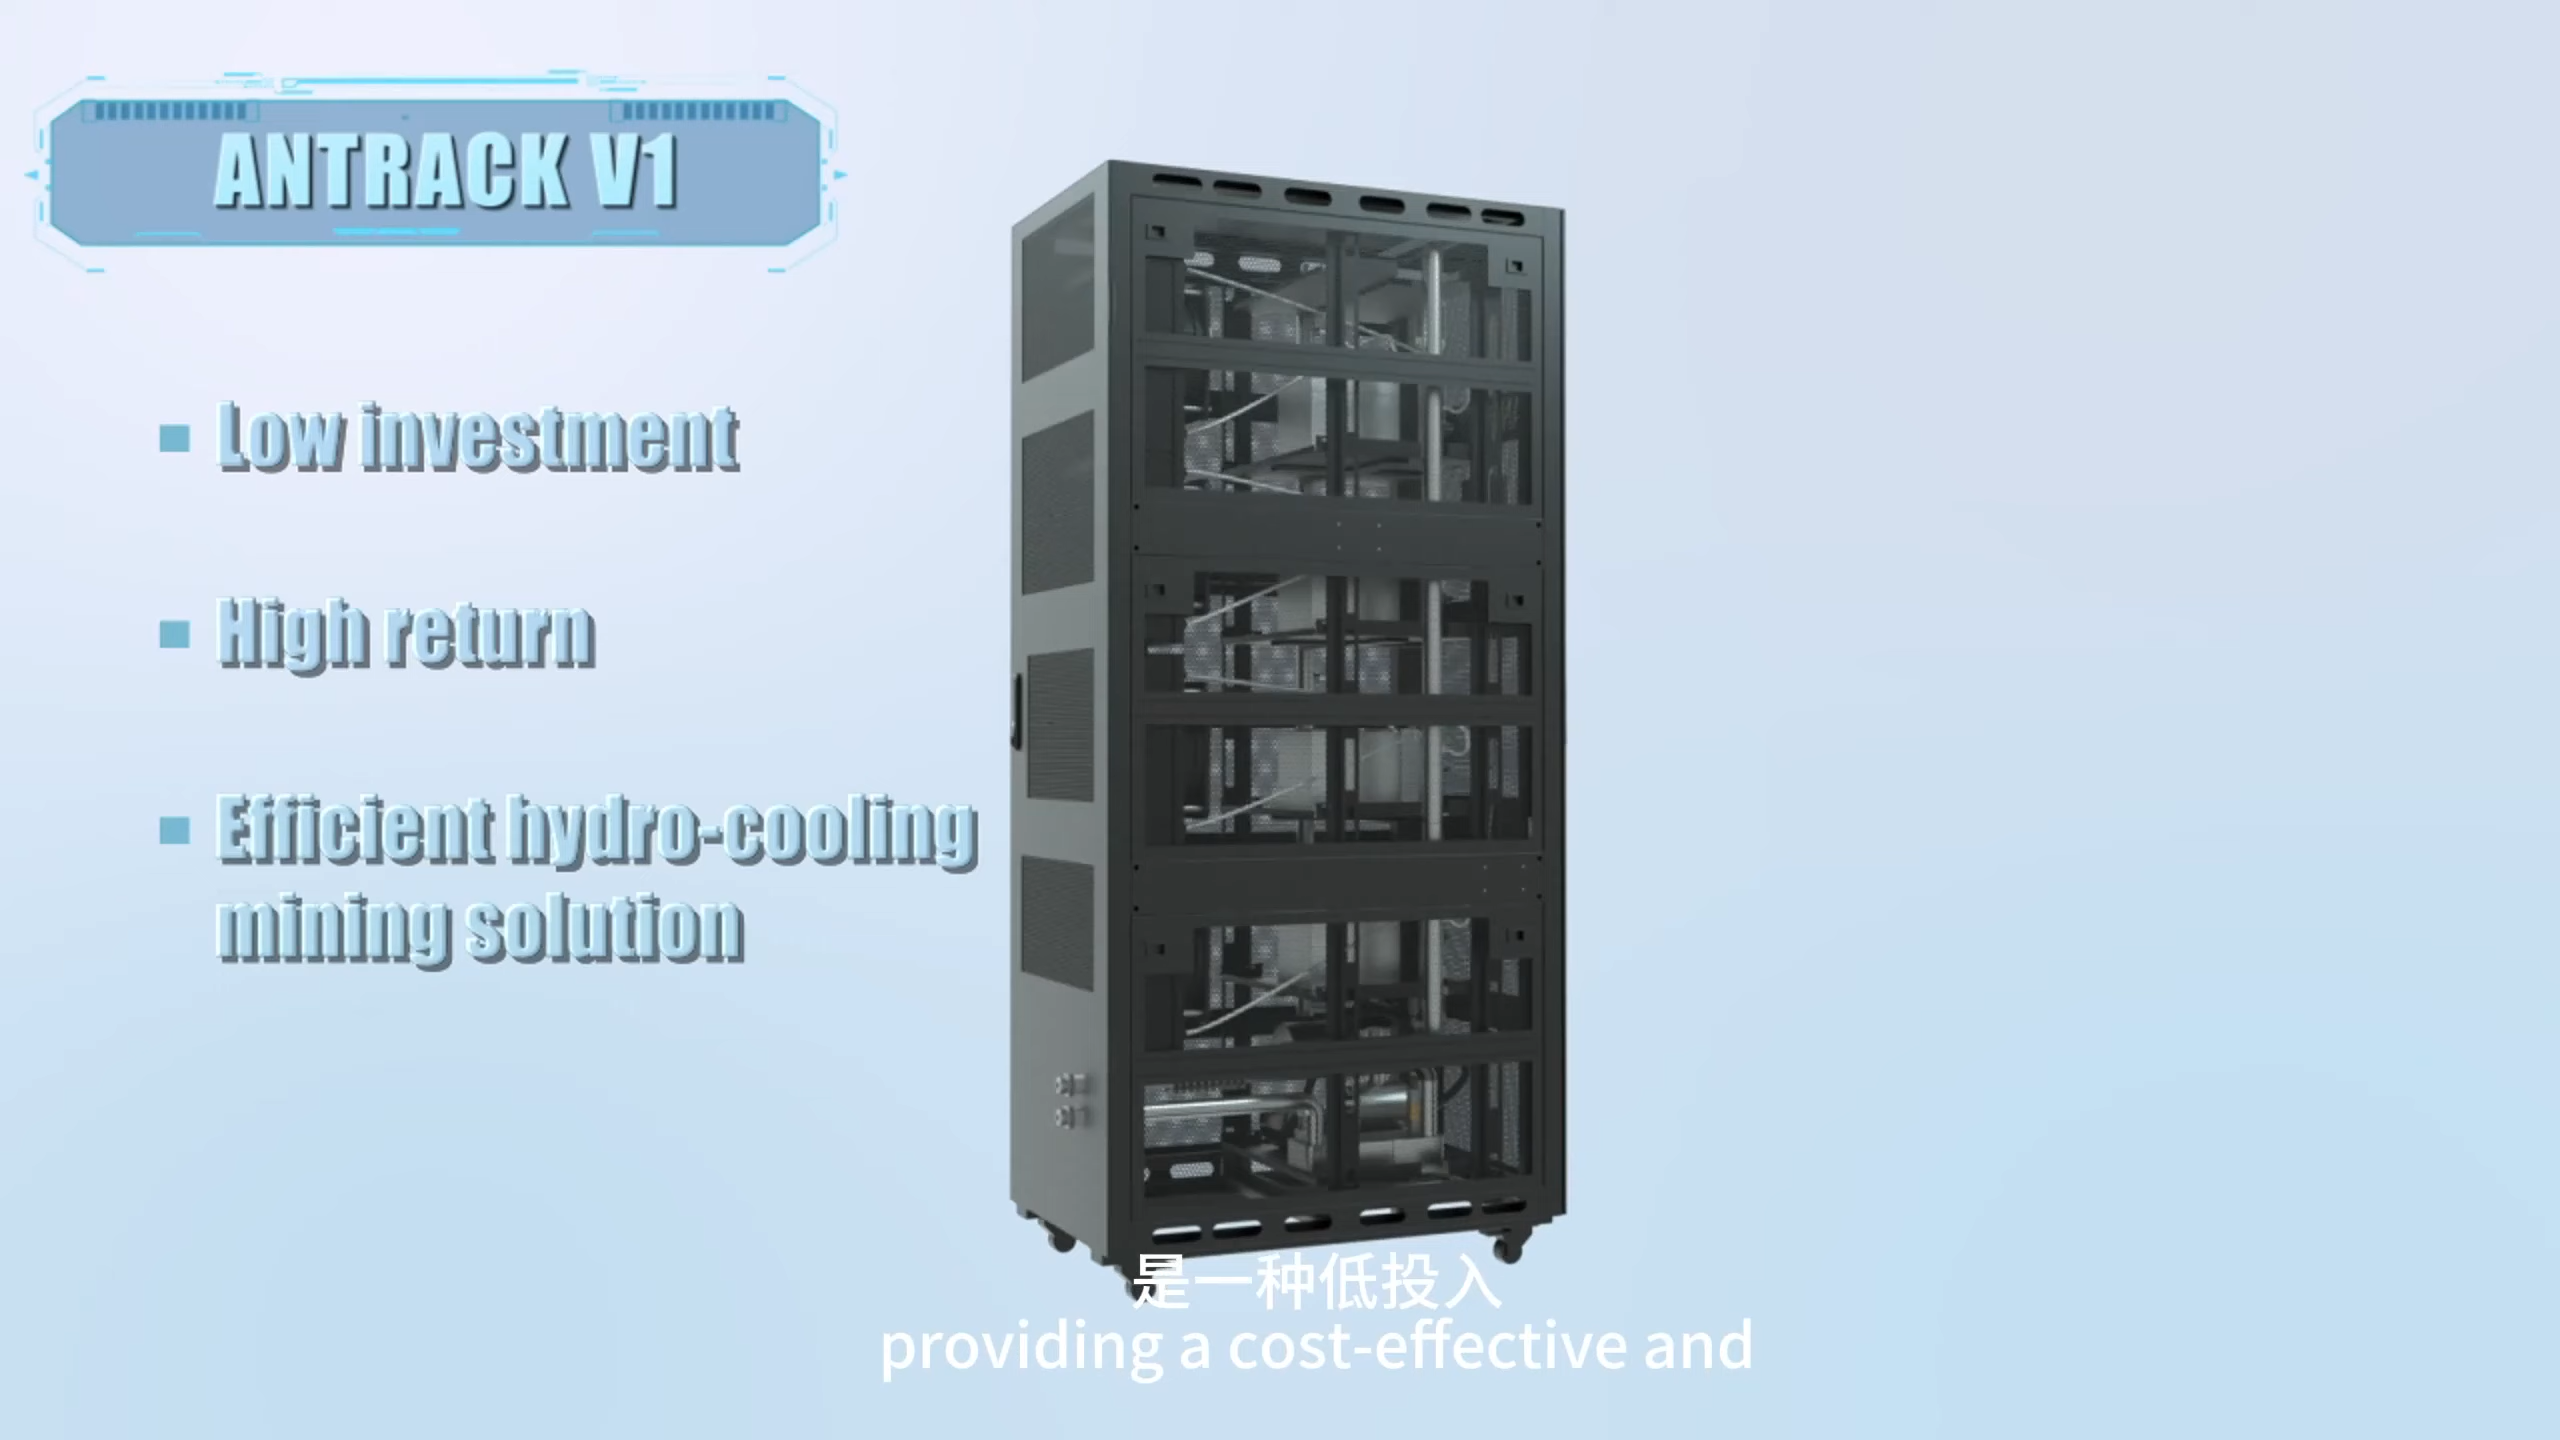 ANTRACK V1
Low investment
High return
Efficient hydro-cooling
mining solution
是一种低投入
providing a cost-effective and